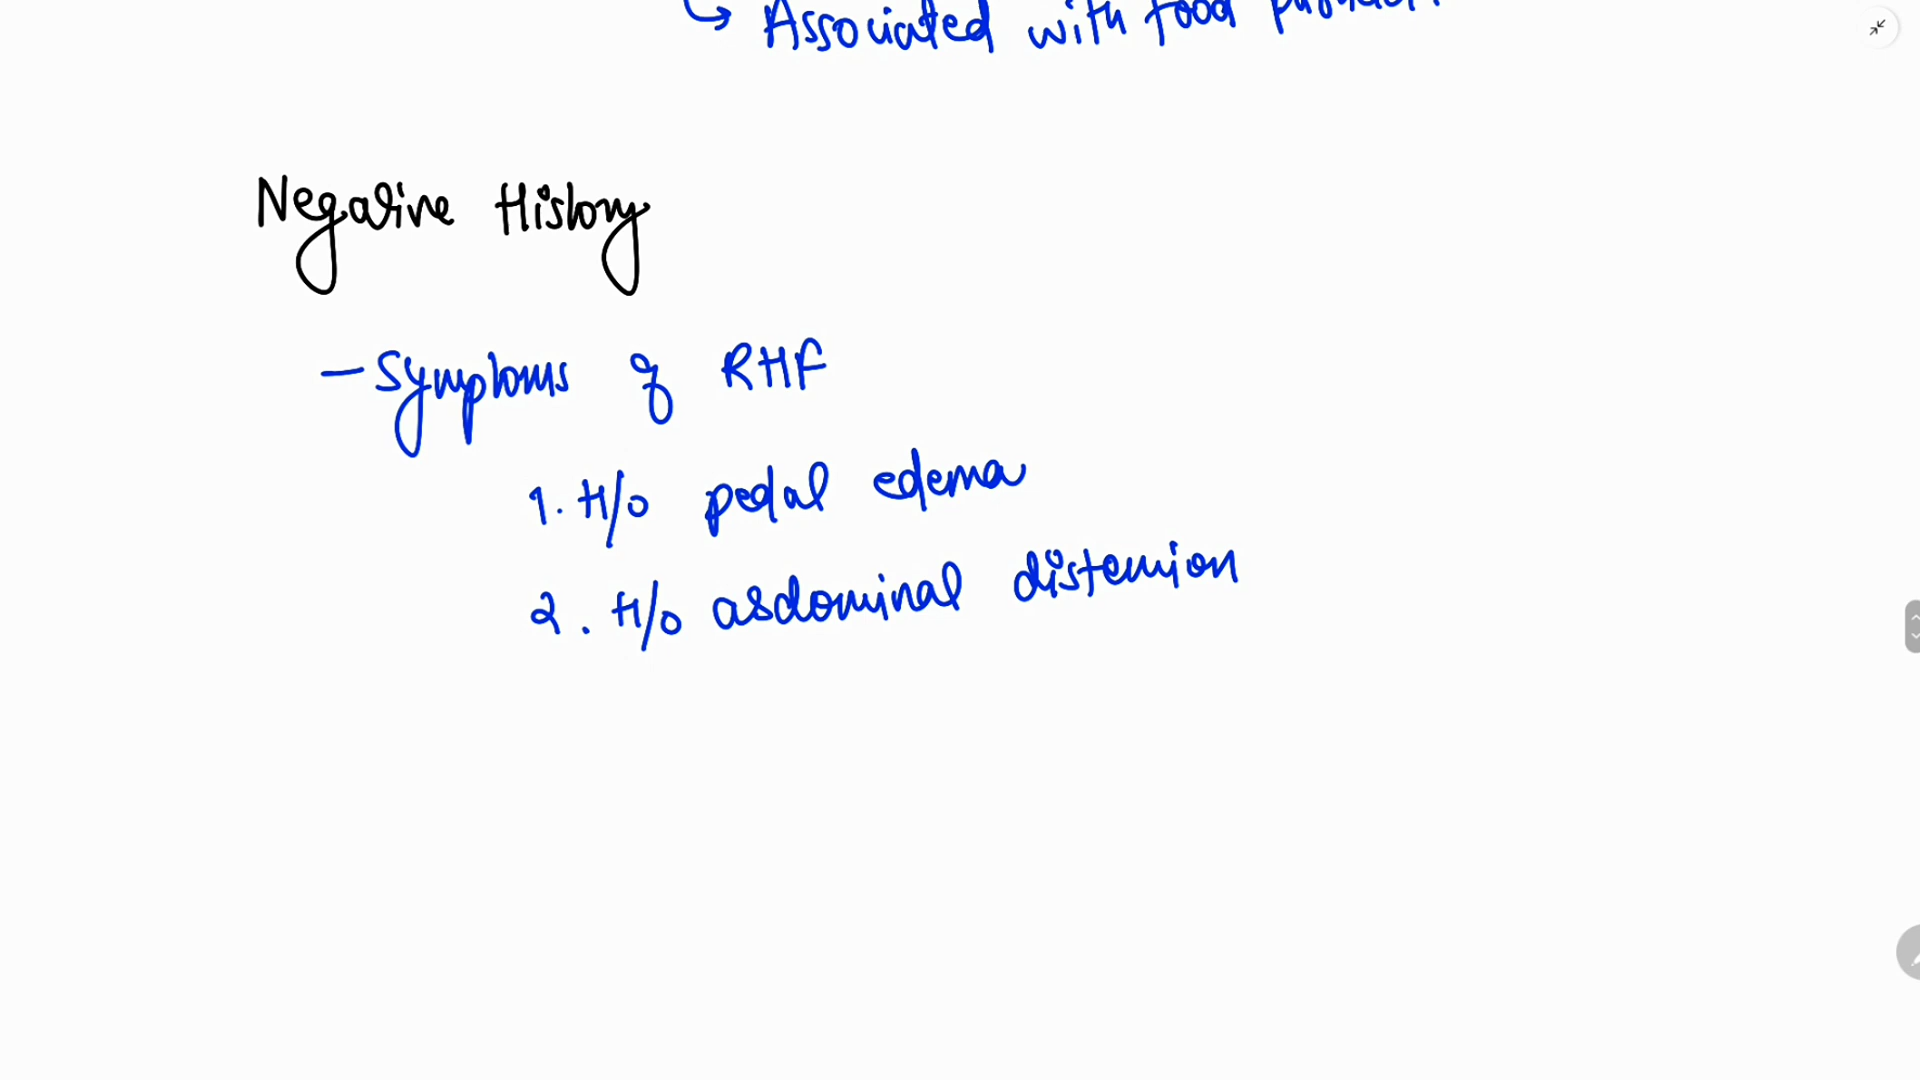 ↳ Associated with food
Negative History
- Symptoms of RHF
1. H/o pedal edema
2. H/o abdominal distension